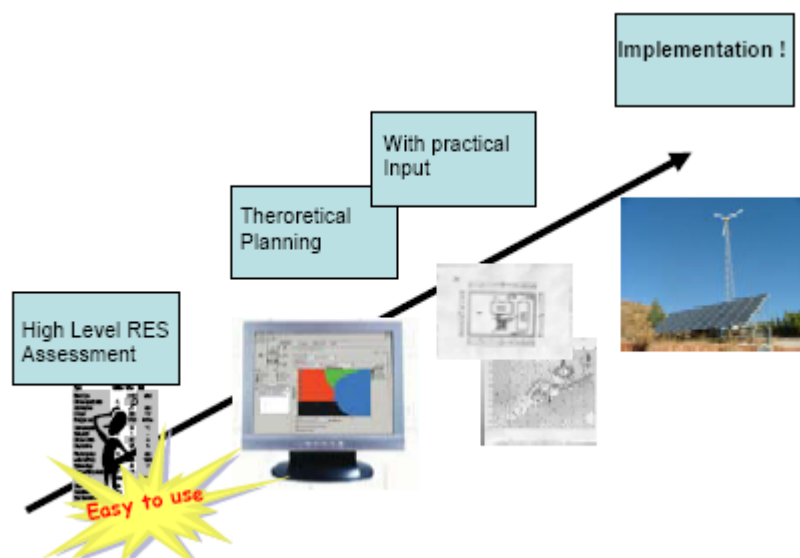 Implementation !
With practical
Input
Theroretical
Planning
High Level RES
Assessment
Easy to use